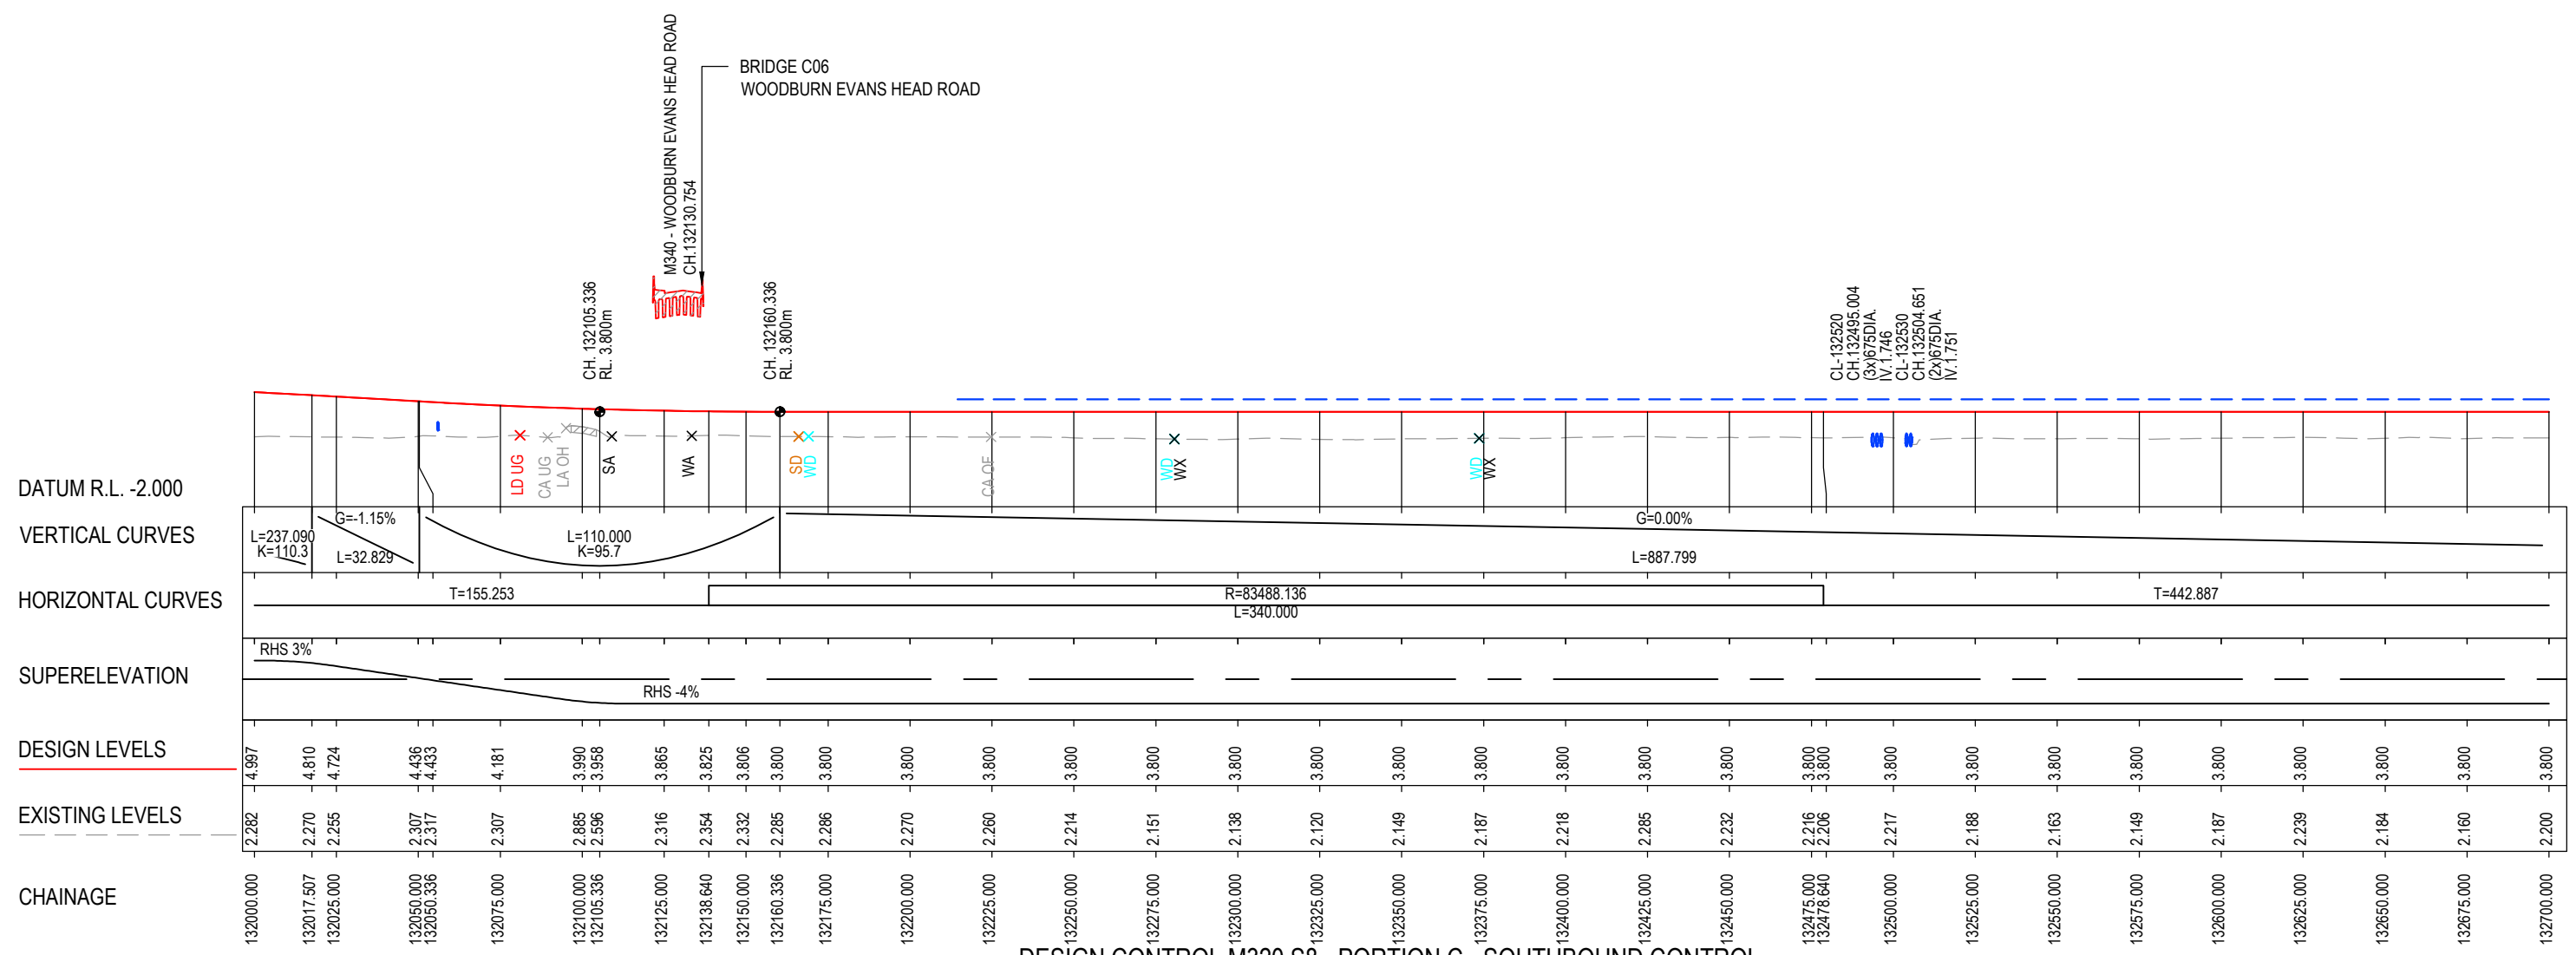 M340 - WOODBURN EVANS HEAD ROAD
CH.132130.754
BRIDGE C06
WOODBURN EVANS HEAD ROAD
CH. 132105.336
RL. 3.800m
CH. 132160.336
RL. 3.800m
CL-132520
CH.132495.004
(3x)675DIA.
IV.1.746
CL-132530
CH.132504.651
(2x)675DIA.
IV.1.751
LD UG
CA UG
LA OH
SA
WA
SD
WD
CA OF
WD
WX
WD
WX
DATUM R.L. -2.000
VERTICAL CURVES
L=237.090
K=110.3
G=-1.15%
L=32.829
L=110.000
K=95.7
G=0.00%
L=887.799
HORIZONTAL CURVES
T=155.253
R=83488.136
L=340.000
T=442.887
SUPERELEVATION
RHS 3%
RHS -4%
DESIGN LEVELS
4.997 4.810 4.724 4.436 4.433 4.181 3.990 3.958 3.865 3.825 3.806 3.800 3.800 3.800 3.800 3.800 3.800 3.800 3.800 3.800 3.800 3.800 3.800 3.800 3.800 3.800 3.800 3.800 3.800 3.800 3.800 3.800 3.800 3.800 3.800
EXISTING LEVELS
2.282 2.270 2.255 2.307 2.317 2.307 2.885 2.596 2.316 2.354 2.332 2.285 2.286 2.270 2.260 2.214 2.151 2.138 2.120 2.149 2.187 2.218 2.285 2.232 2.216 2.206 2.217 2.188 2.163 2.149 2.187 2.239 2.184 2.160 2.200
CHAINAGE
132000.000 132017.507 132025.000 132050.000 132050.336 132075.000 132100.000 132105.336 132125.000 132138.640 132150.000 132160.336 132175.000 132200.000 132225.000 132250.000 132275.000 132300.000 132325.000 132350.000 132375.000 132400.000 132425.000 132450.000 132475.000 132478.640 132500.000 132525.000 132550.000 132575.000 132600.000 132625.000 132650.000 132675.000 132700.000
DESIGN CONTROL M320 S8 - PORTION C - SOUTHBOUND CONTROL